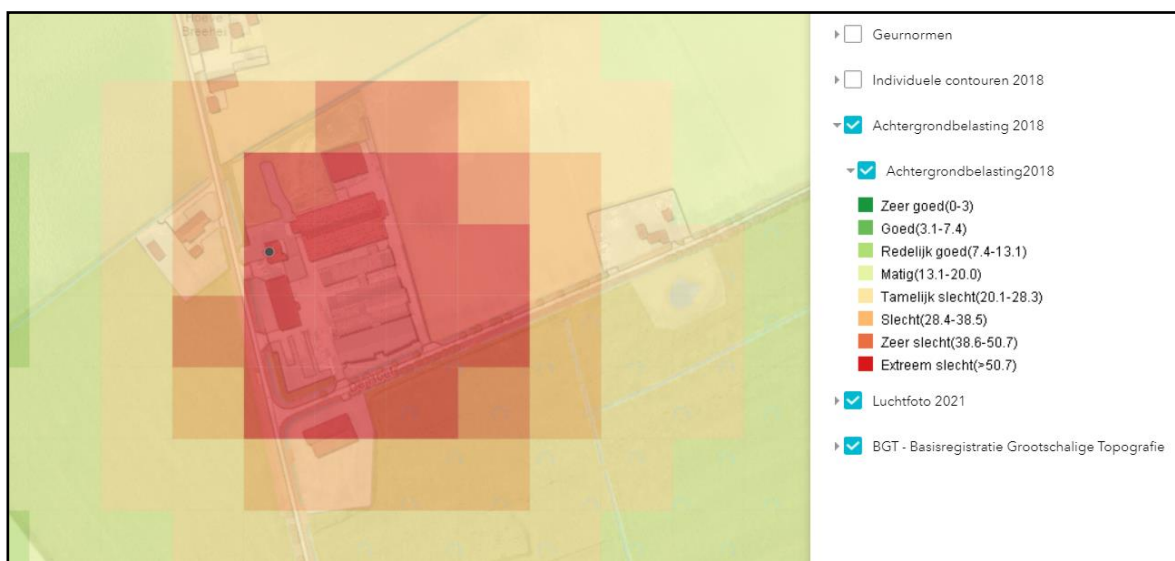 Hoeve
Breehei
Geurnormen
Individuele contouren 2018
Achtergrondbelasting 2018
Achtergrondbelasting2018
Zeer goed(0-3)
Goed(3.1-7.4)
Redelijk goed(7.4-13.1)
Matig(13.1-20.0)
Tamelijk slecht(20.1-28.3)
Slecht(28.4-38.5)
Zeer slecht(38.6-50.7)
Extreem slecht(>50.7)
Luchtfoto 2021
BGT - Basisregistratie Grootschalige Topografie